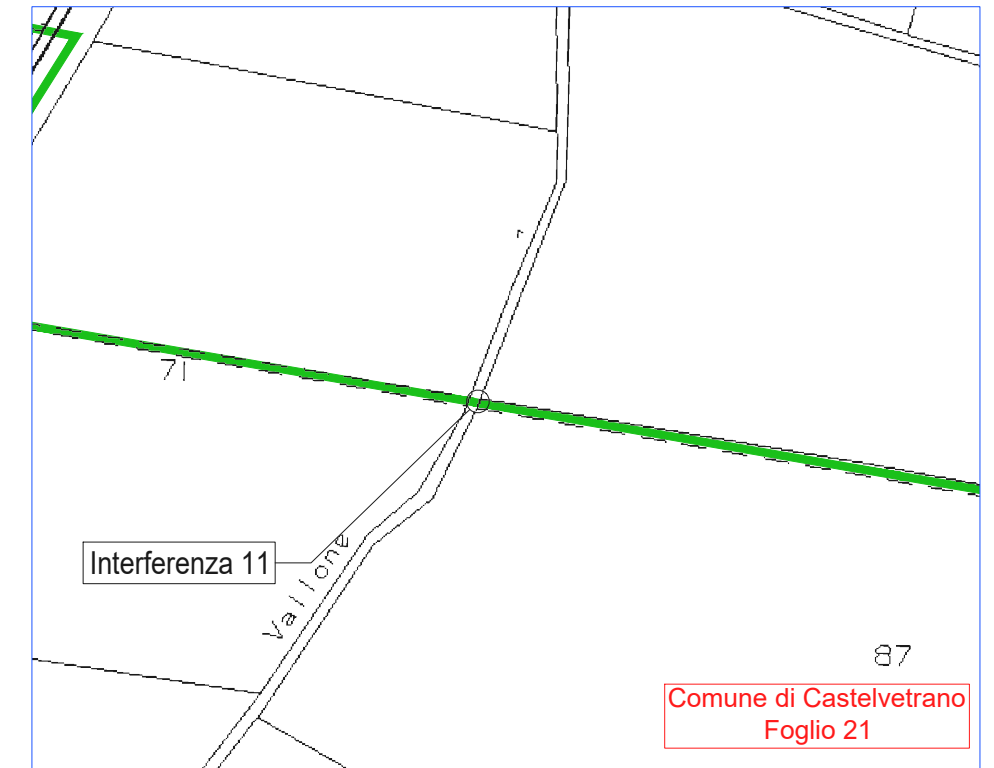 71
Interferenza 11
Vallone
87
Comune di Castelvetrano
Foglio 21